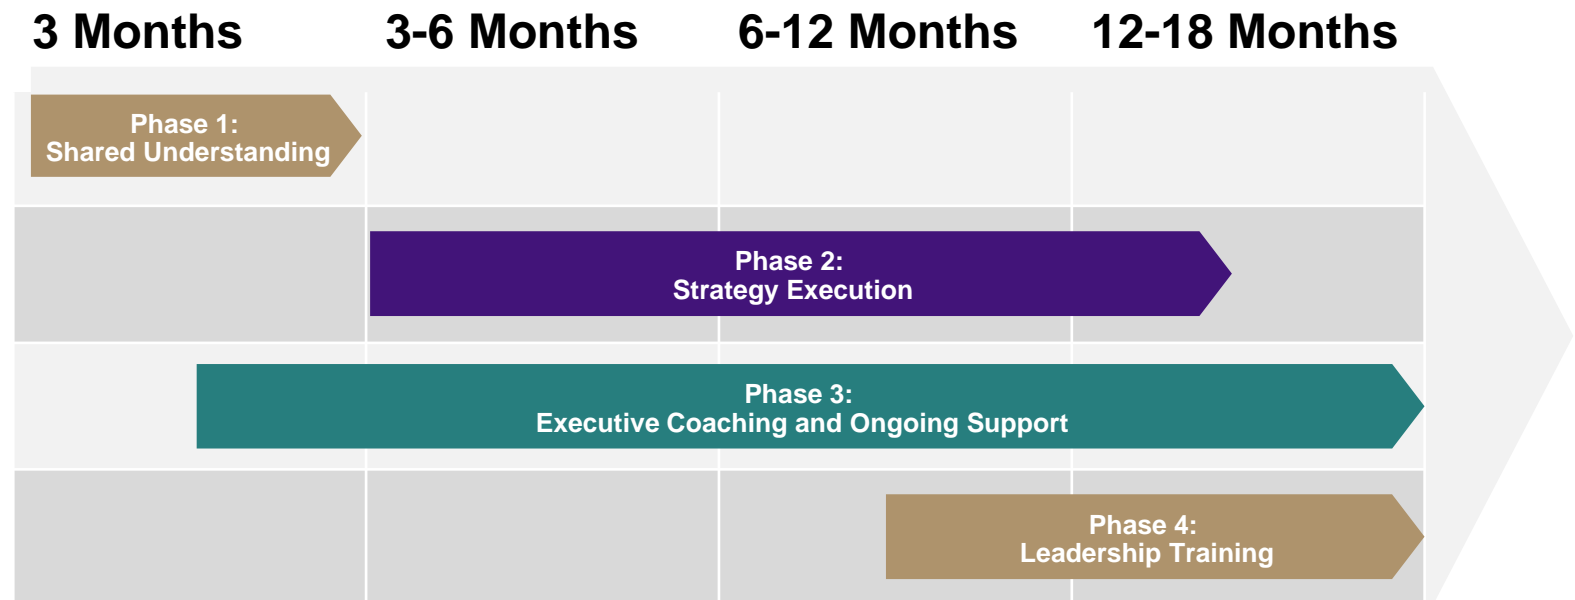 3 Months 3-6 Months 6-12 Months 12-18 Months
Phase 1:
Shared Understanding
Phase 2:
Strategy Execution
Phase 3:
Executive Coaching and Ongoing Support
Phase 4:
Leadership Training